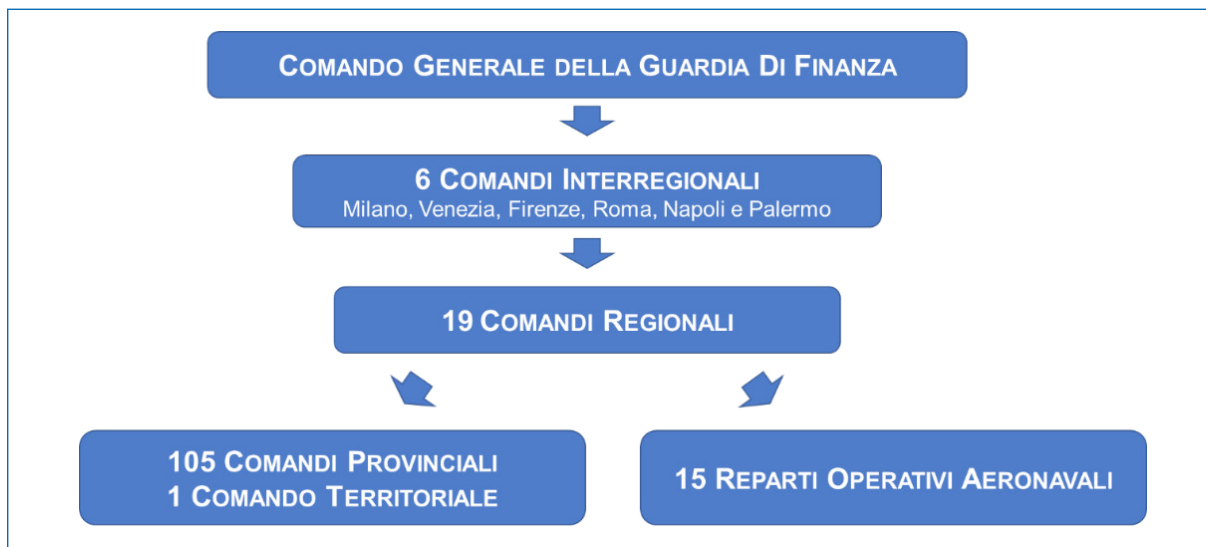 COMANDO GENERALE DELLA GUARDIA DI FINANZA
6 COMANDI INTERREGIONALI
Milano, Venezia, Firenze, Roma, Napoli e Palermo
19 COMANDI REGIONALI
105 COMANDI PROVINCIALI
1 COMANDO TERRITORIALE
15 REPARTI OPERATIVI AERONAVALI